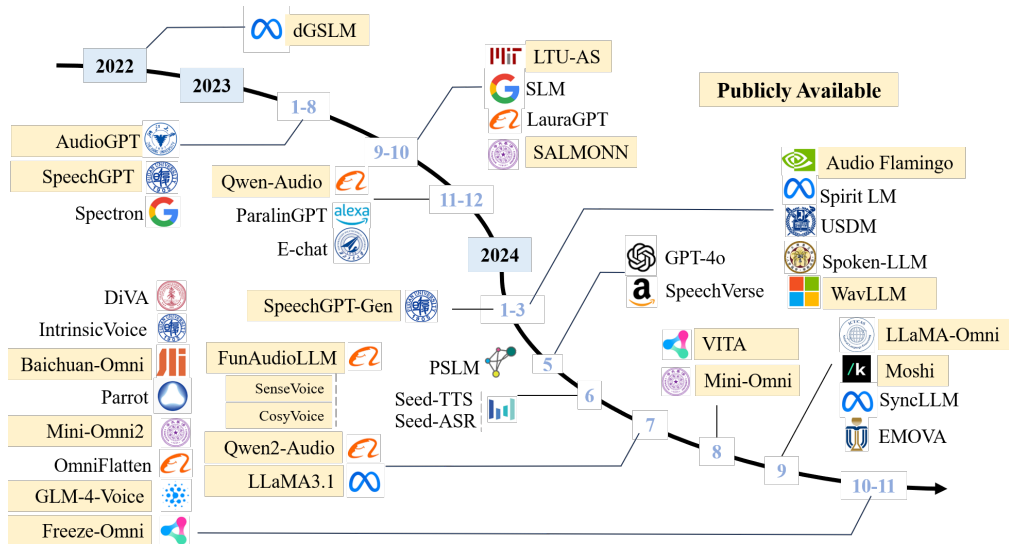 dGSLM
2022
2023
1-8
AudioGPT
SpeechGPT
Spectron
MIT
LTU-AS
SLM
LauraGPT
SALMONN
9-10
Publicly Available
Qwen-Audio
ParalinGPT
alexa
E-chat
11-12
Audio Flamingo
Spirit LM
USDM
Spoken-LLM
WavLLM
2024
SpeechGPT-Gen
1-3
GPT-4o
SpeechVerse
5
PSLM
Seed-TTS
Seed-ASR
6
DiVA
IntrinsicVoice
Baichuan-Omni
Parrot
Mini-Omni2
OmniFlatten
GLM-4-Voice
Freeze-Omni
FunAudioLLM
SenseVoice
CosyVoice
Qwen2-Audio
LLaMA3.1
7
VITA
Mini-Omni
8
LLaMA-Omni
/k
Moshi
SyncLLM
EMOVA
9
10-11